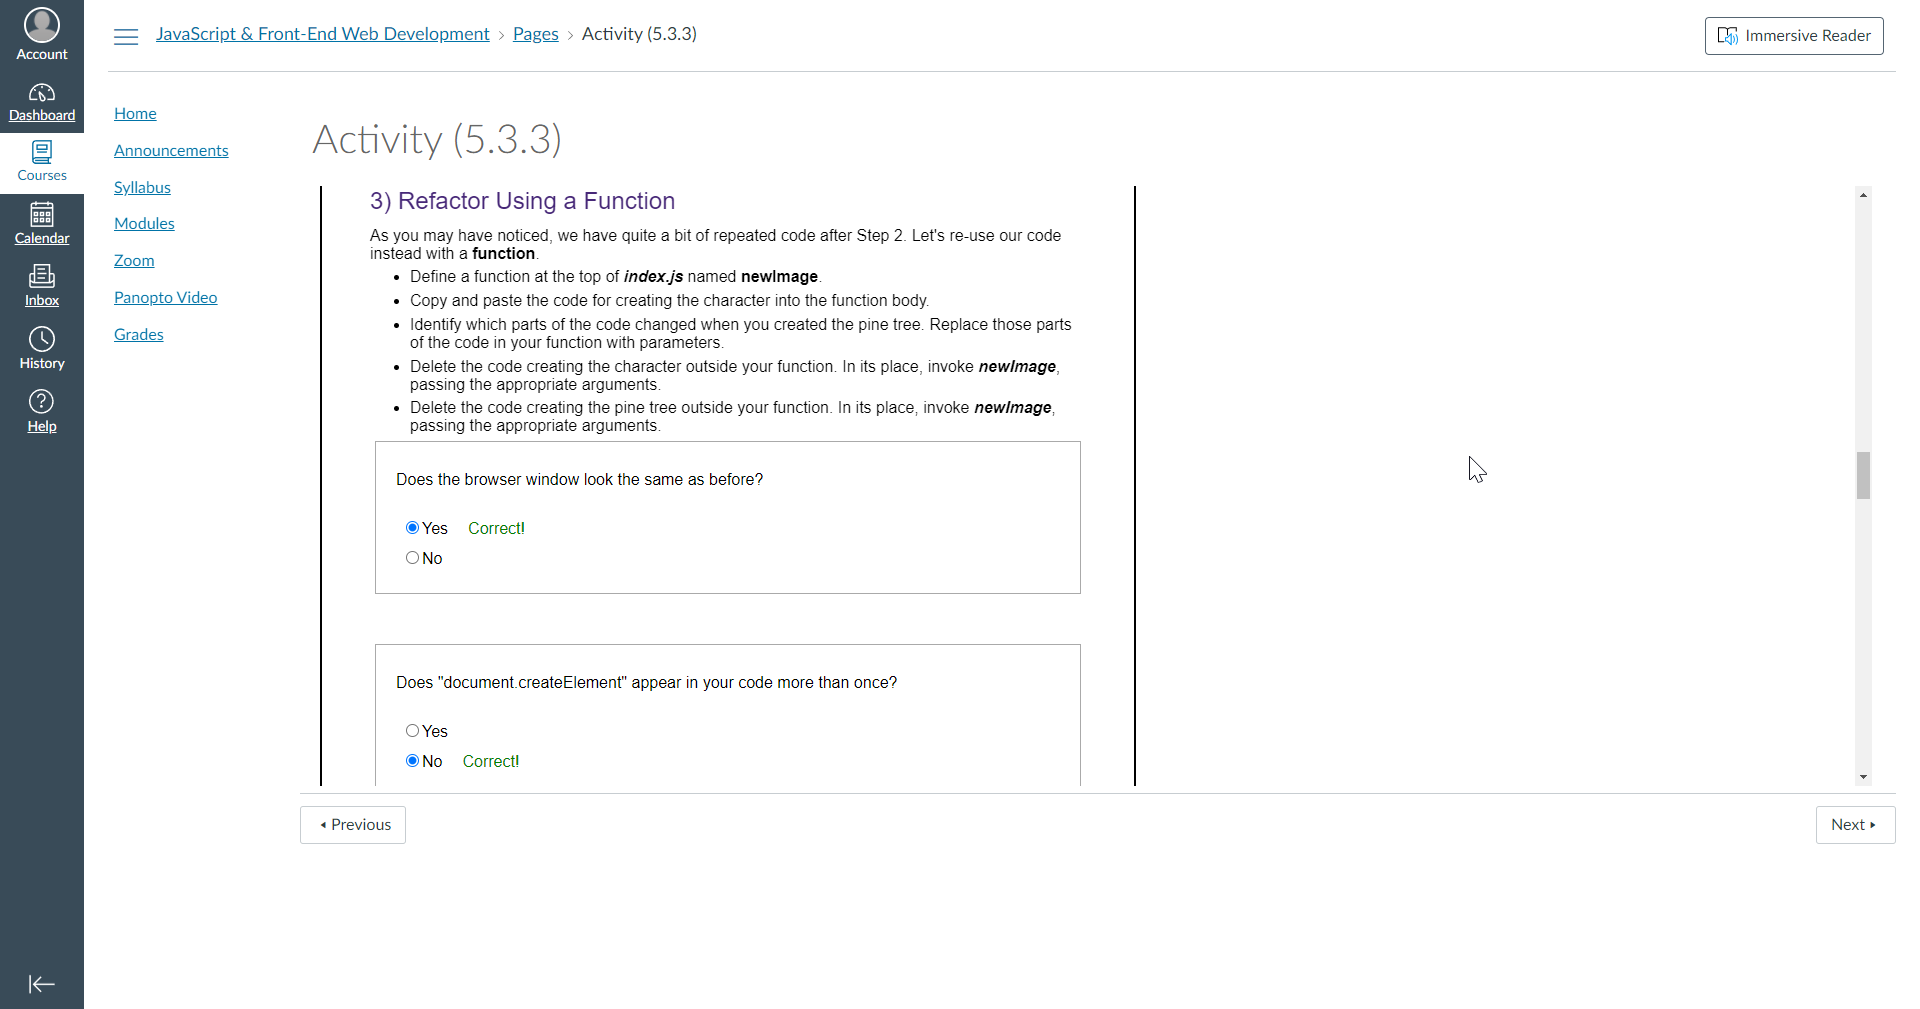 Account
Dashboard
Courses
Calendar
Inbox
History
Help
JavaScript & Front-End Web Development › Pages › Activity (5.3.3)
Immersive Reader
Home
Announcements
Syllabus
Modules
Zoom
Panopto Video
Grades
Activity (5.3.3)
3) Refactor Using a Function
As you may have noticed, we have quite a bit of repeated code after Step 2. Let's re-use our code
instead with a function.
• Define a function at the top of index.js named newImage.
• Copy and paste the code for creating the character into the function body.
• Identify which parts of the code changed when you created the pine tree. Replace those parts
of the code in your function with parameters.
• Delete the code creating the character outside your function. In its place, invoke newImage,
passing the appropriate arguments.
• Delete the code creating the pine tree outside your function. In its place, invoke newImage,
passing the appropriate arguments.
Does the browser window look the same as before?
Yes Correct!
No
Does "document.createElement" appear in your code more than once?
Yes
No Correct!
Previous
Next